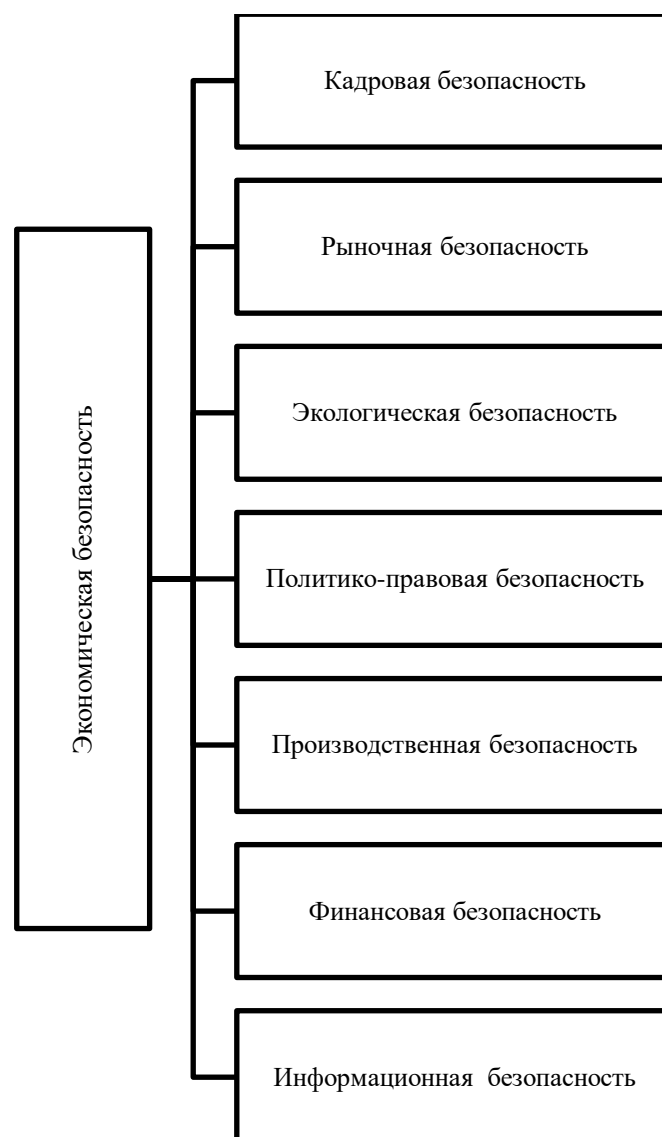 Экономическая безопасность
Кадровая безопасность
Рыночная безопасность
Экологическая безопасность
Политико-правовая безопасность
Производственная безопасность
Финансовая безопасность
Информационная безопасность